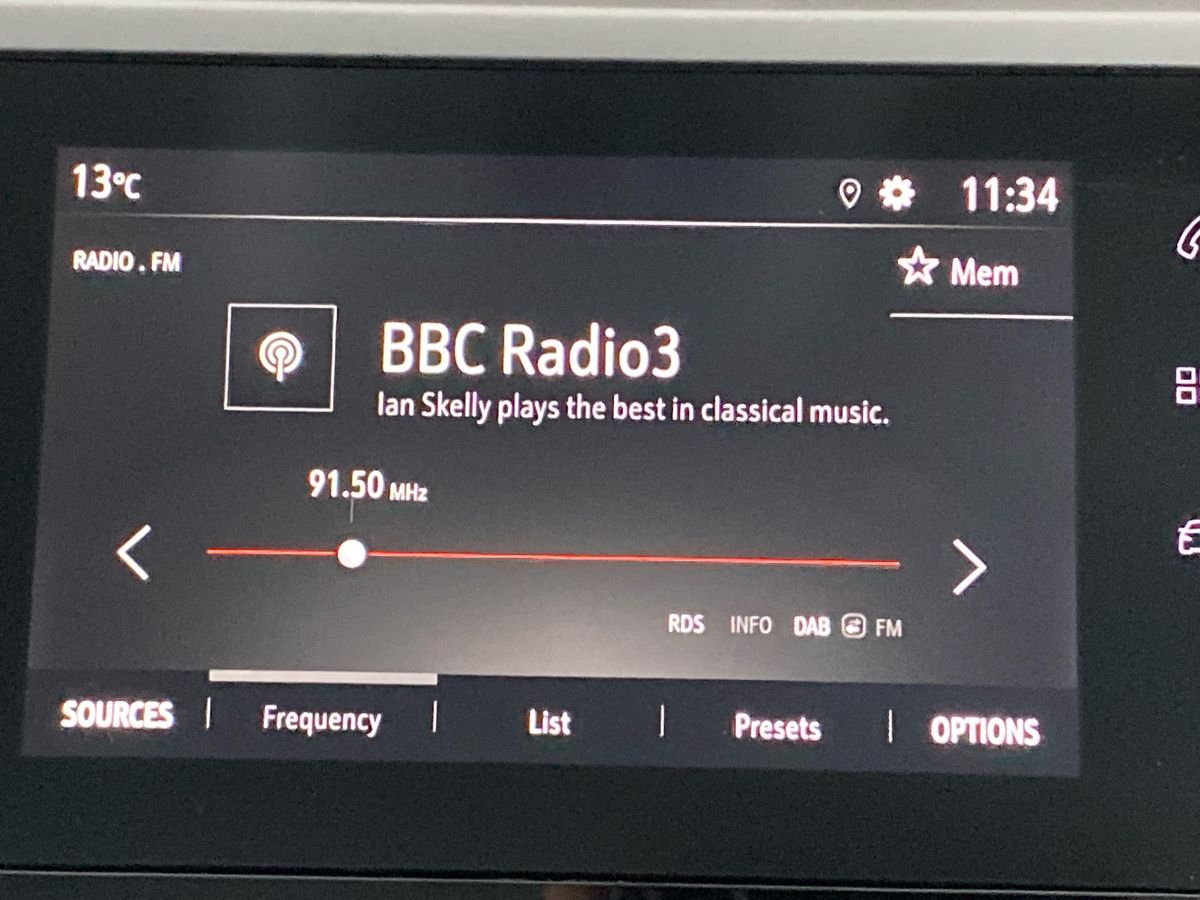 13°C 11:34
RADIO . FM
Mem
BBC Radio3
Ian Skelly plays the best in classical music.
91.50 MHz
RDS INFO DAB FM
SOURCES | Frequency | List | Presets | OPTIONS